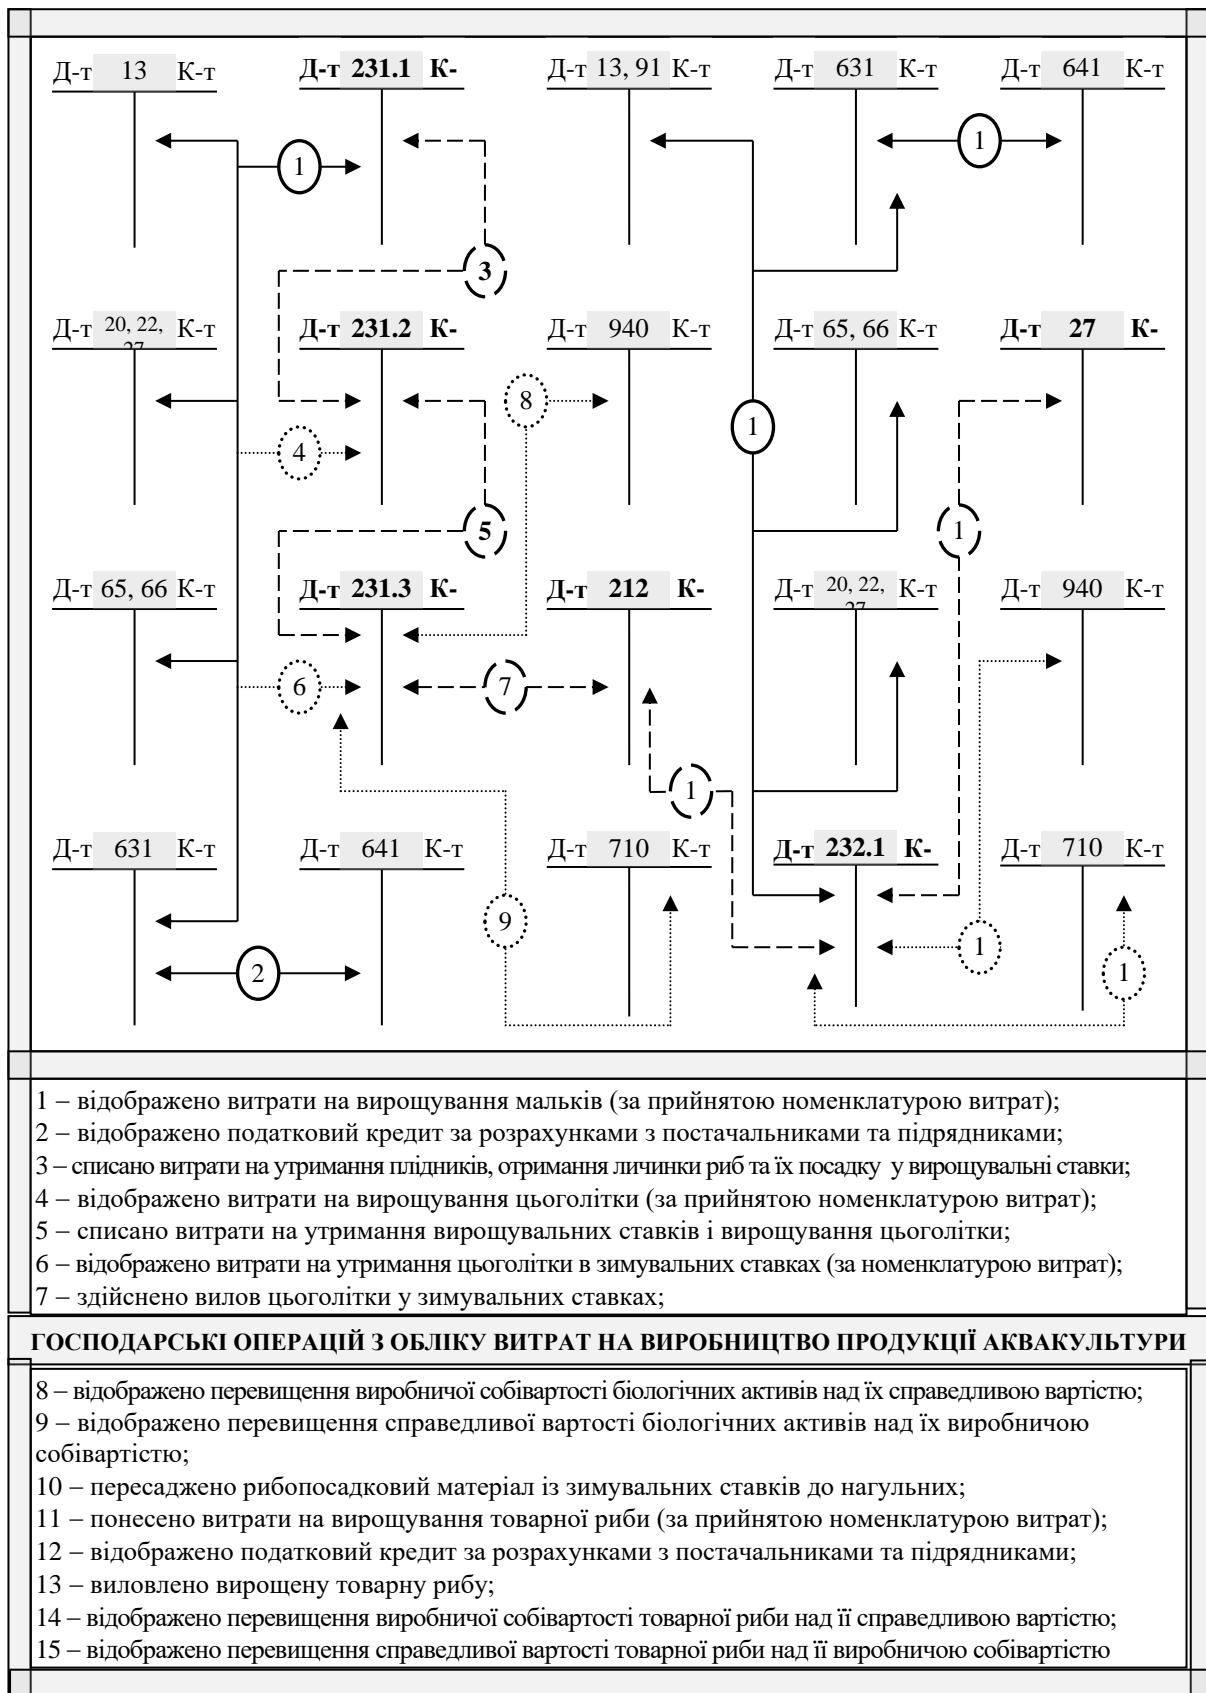 Д-т 13 К-т Д-т 231.1 К- Д-т 13, 91 К-т Д-т 631 К-т Д-т 641 К-т
1 1
3
Д-т 20, 22, 27 К-т Д-т 231.2 К- Д-т 940 К-т Д-т 65, 66 К-т Д-т 27 К-
8
1
4
5 1
Д-т 65, 66 К-т Д-т 231.3 К- Д-т 212 К- Д-т 20, 22, 27 К-т Д-т 940 К-т
6 7
1
Д-т 631 К-т Д-т 641 К-т Д-т 710 К-т Д-т 232.1 К- Д-т 710 К-т
9 1
2 1
1 – відображено витрати на вирощування мальків (за прийнятою номенклатурою витрат);
2 – відображено податковий кредит за розрахунками з постачальниками та підрядниками;
3 – списано витрати на утримання плідників, отримання личинки риб та їх посадку у вирощувальні ставки;
4 – відображено витрати на вирощування цьоголітки (за прийнятою номенклатурою витрат);
5 – списано витрати на утримання вирощувальних ставків і вирощування цьоголітки;
6 – відображено витрати на утримання цьоголітки в зимувальних ставках (за номенклатурою витрат);
7 – здійснено вилов цьоголітки у зимувальних ставках;
ГОСПОДАРСЬКІ ОПЕРАЦІЙ З ОБЛІКУ ВИТРАТ НА ВИРОБНИЦТВО ПРОДУКЦІЇ АКВАКУЛЬТУРИ
8 – відображено перевищення виробничої собівартості біологічних активів над їх справедливою вартістю;
9 – відображено перевищення справедливої вартості біологічних активів над їх виробничою
собівартістю;
10 – пересаджено рибопосадковий матеріал із зимувальних ставків до нагульних;
11 – понесено витрати на вирощування товарної риби (за прийнятою номенклатурою витрат);
12 – відображено податковий кредит за розрахунками з постачальниками та підрядниками;
13 – виловлено вирощену товарну рибу;
14 – відображено перевищення виробничої собівартості товарної риби над її справедливою вартістю;
15 – відображено перевищення справедливої вартості товарної риби над її виробничою собівартістю